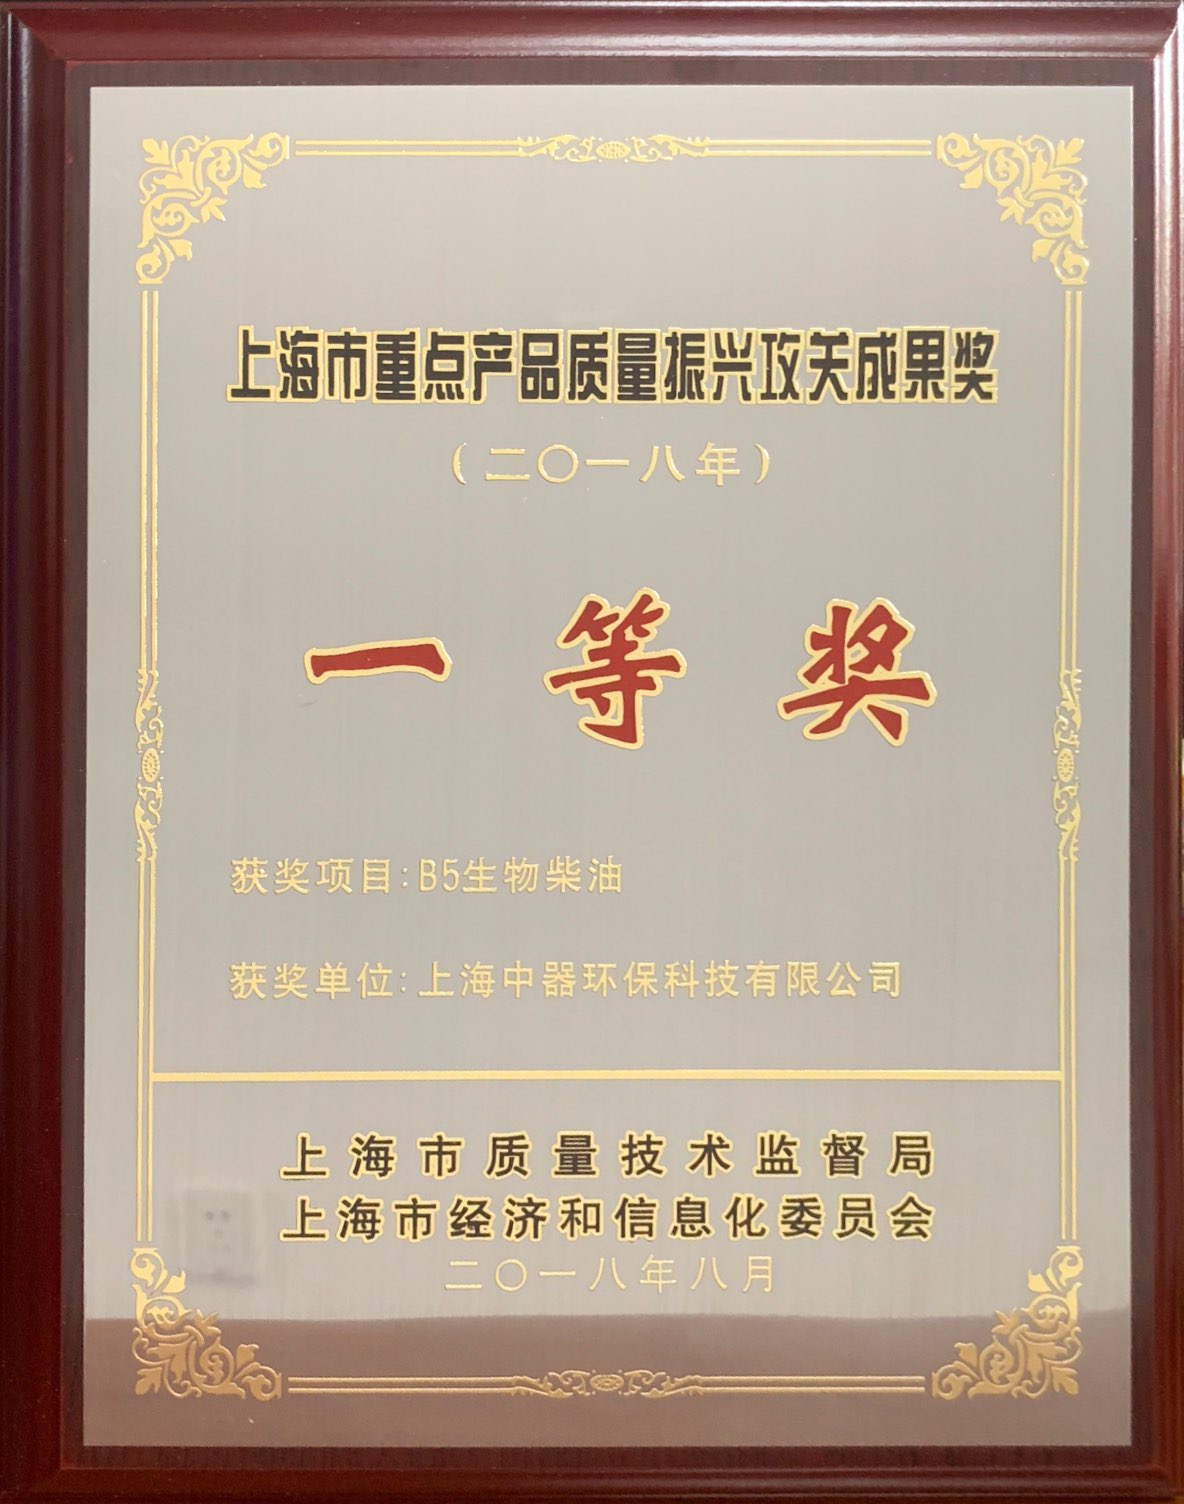 上海市重点产品质量振兴攻关成果奖
（二〇一八年）
一等奖
获奖项目:B5生物柴油
获奖单位:上海中器环保科技有限公司
上海市质量技术监督局
上海市经济和信息化委员会
二〇一八年八月